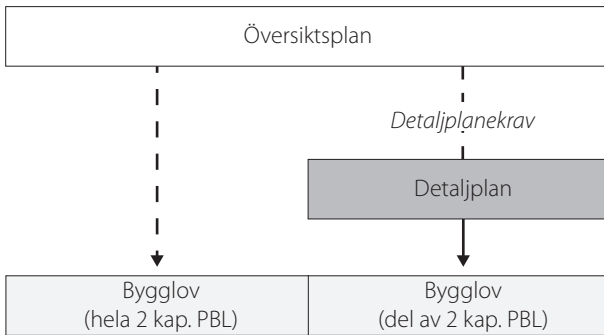 Översiktsplan
Detaljplanekrav
Detaljplan
Bygglov
(hela 2 kap. PBL)
Bygglov
(del av 2 kap. PBL)